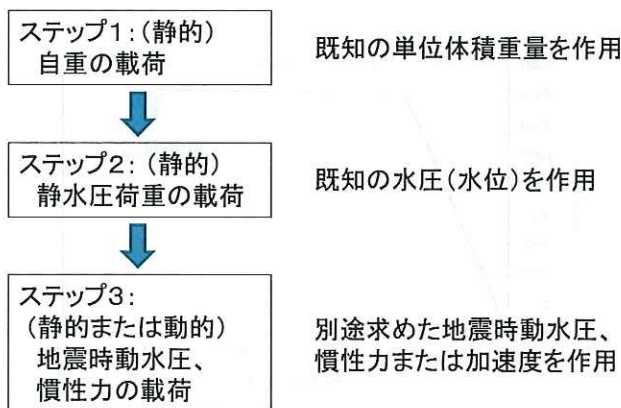 ステップ1:(静的)
自重の載荷
既知の単位体積重量を作用
ステップ2:(静的)
静水圧荷重の載荷
既知の水圧(水位)を作用
ステップ3:
(静的または動的)
地震時動水圧、
慣性力の載荷
別途求めた地震時動水圧、
慣性力または加速度を作用